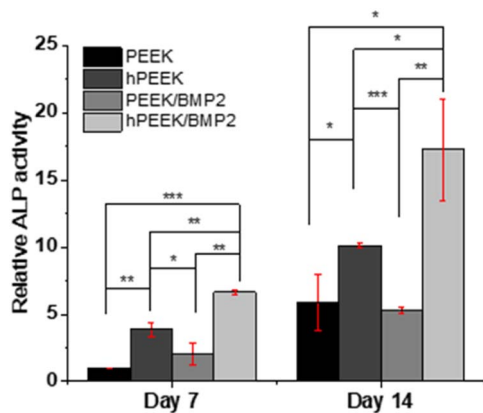 *
25
*
PEEK
hPEEK
**
20
PEEK/BMP2
***
hPEEK/BMP2
*
15
***
**
10
*
**
**
5
0
Day 7
Day 14
Relative ALP activity